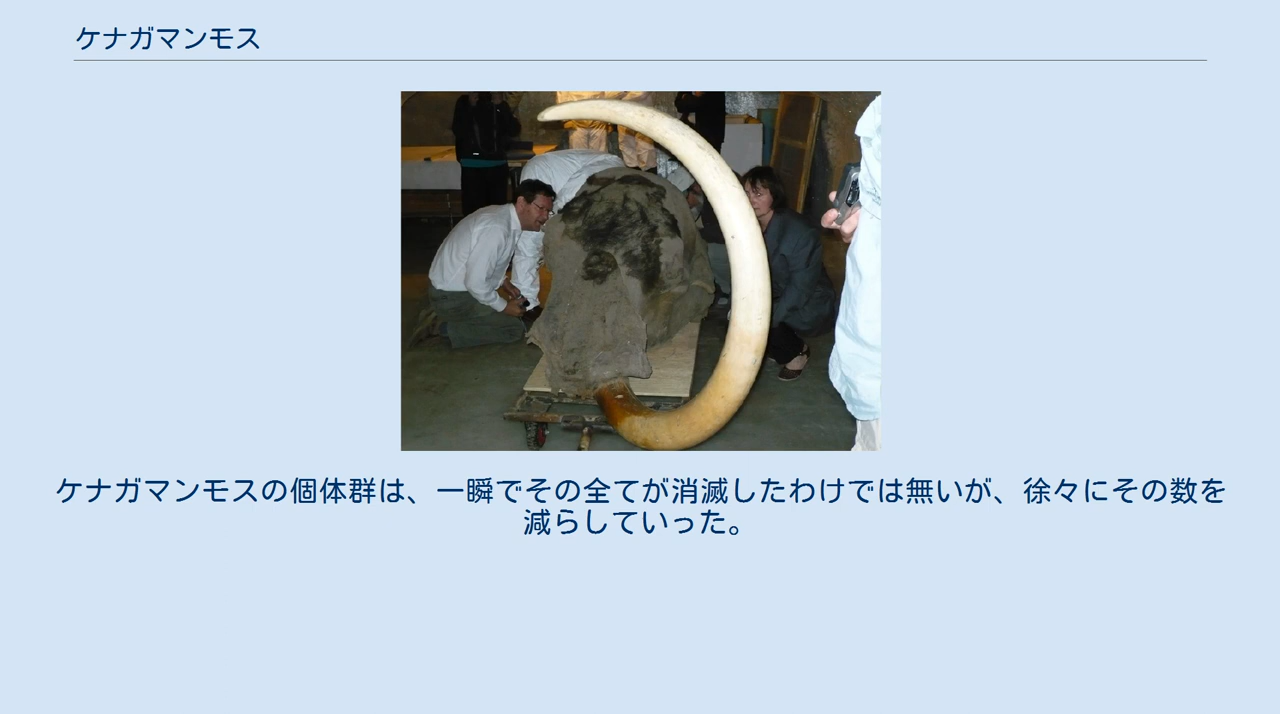 ケナガマンモス
ケナガマンモスの個体群は、一瞬でその全てが消滅したわけでは無いが、徐々にその数を
減らしていった。